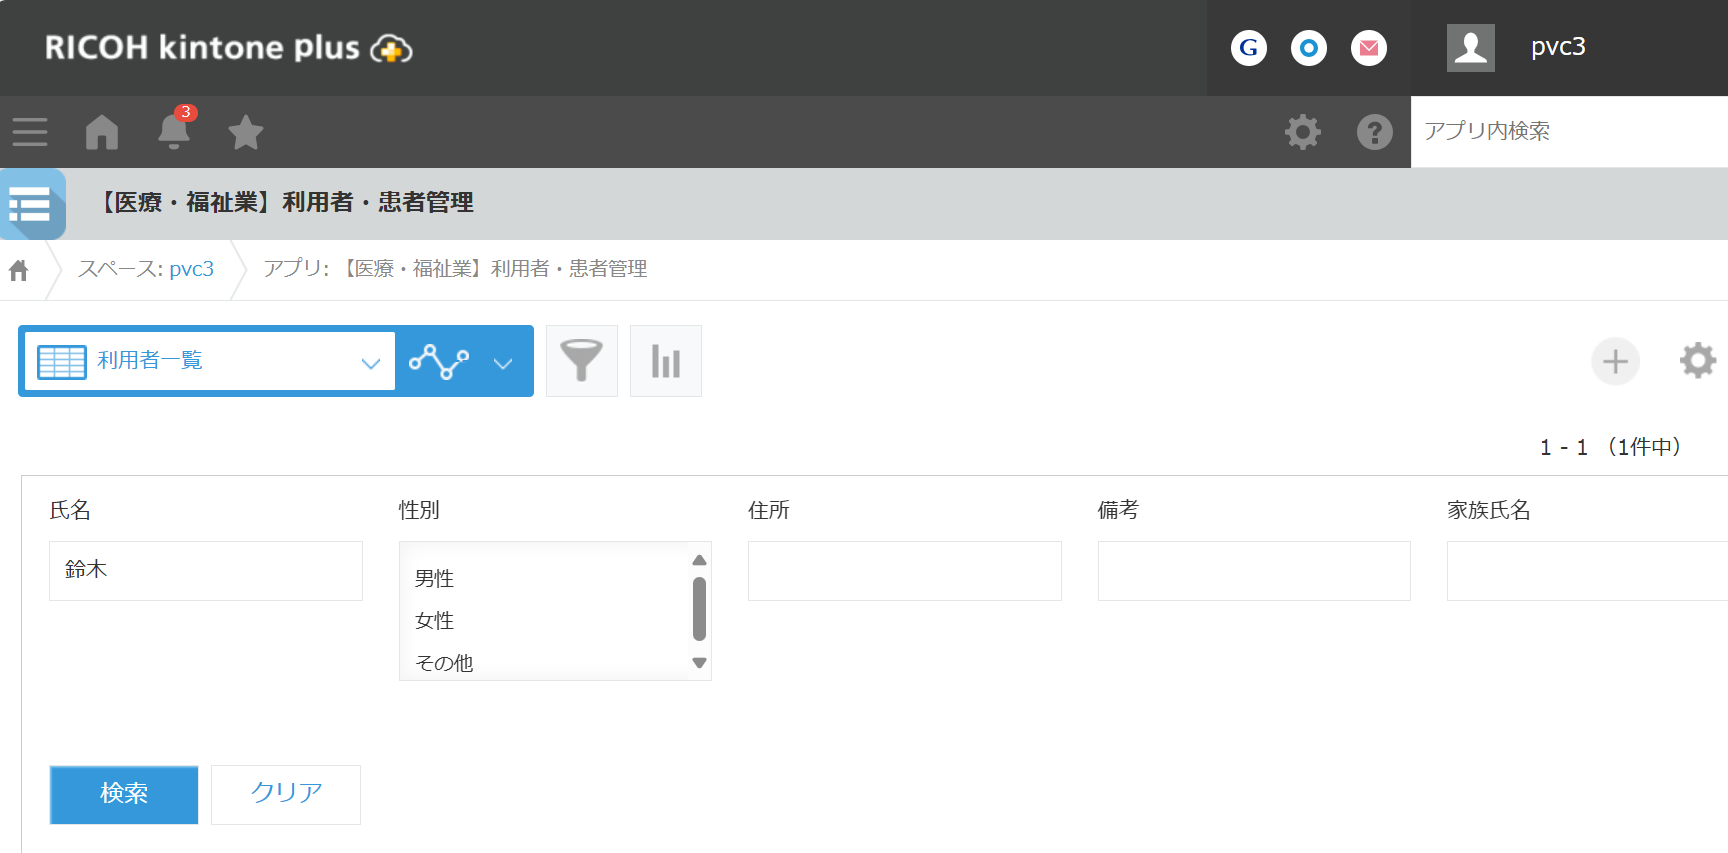 RICOH kintone plus
G
pvc3
3
?
アプリ内検索
【医療・福祉業】利用者・患者管理
スペース: pvc3
アプリ: 【医療・福祉業】利用者・患者管理
利用者一覧
1 - 1 （1件中）
氏名
性別
住所
備考
家族氏名
鈴木
男性
女性
その他
検索
クリア